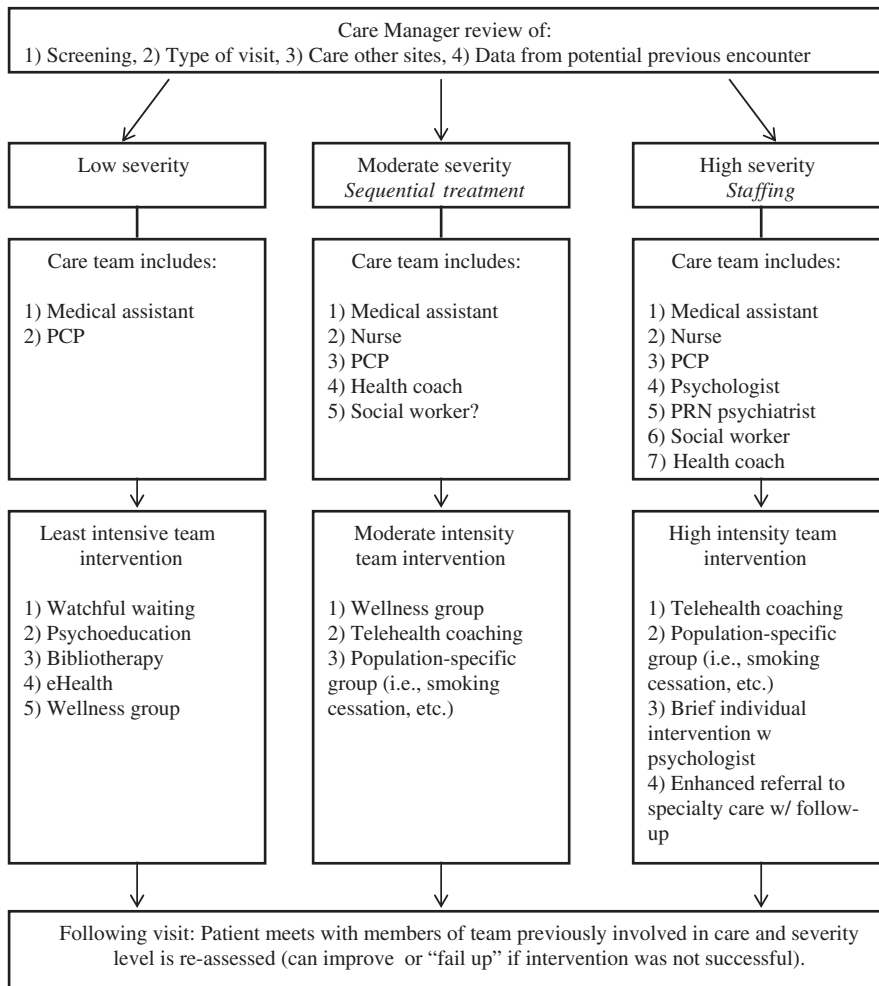 Care Manager review of:
1) Screening, 2) Type of visit, 3) Care other sites, 4) Data from potential previous encounter
Low severity
Moderate severity
Sequential treatment
High severity
Staffing
Care team includes:
1) Medical assistant
2) PCP
Care team includes:
1) Medical assistant
2) Nurse
3) PCP
4) Health coach
5) Social worker?
Care team includes:
1) Medical assistant
2) Nurse
3) PCP
4) Psychologist
5) PRN psychiatrist
6) Social worker
7) Health coach
Least intensive team
intervention
1) Watchful waiting
2) Psychoeducation
3) Bibliotherapy
4) eHealth
5) Wellness group
Moderate intensity
team intervention
1) Wellness group
2) Telehealth coaching
3) Population-specific
group (i.e., smoking
cessation, etc.)
High intensity team
intervention
1) Telehealth coaching
2) Population-specific
group (i.e., smoking
cessation, etc.)
3) Brief individual
intervention w
psychologist
4) Enhanced referral to
specialty care w/ follow-
up
Following visit: Patient meets with members of team previously involved in care and severity
level is re-assessed (can improve or “fail up” if intervention was not successful).